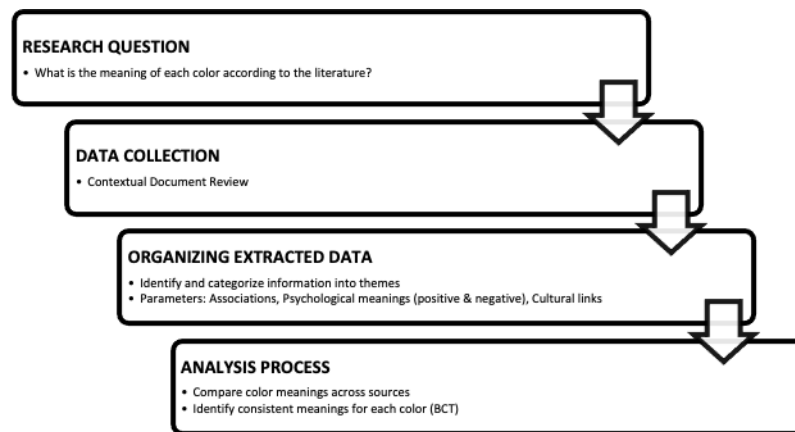 RESEARCH QUESTION
• What is the meaning of each color according to the literature?
DATA COLLECTION
• Contextual Document Review
ORGANIZING EXTRACTED DATA
• Identify and categorize information into themes
• Parameters: Associations, Psychological meanings (positive & negative), Cultural links
ANALYSIS PROCESS
• Compare color meanings across sources
• Identify consistent meanings for each color (BCT)